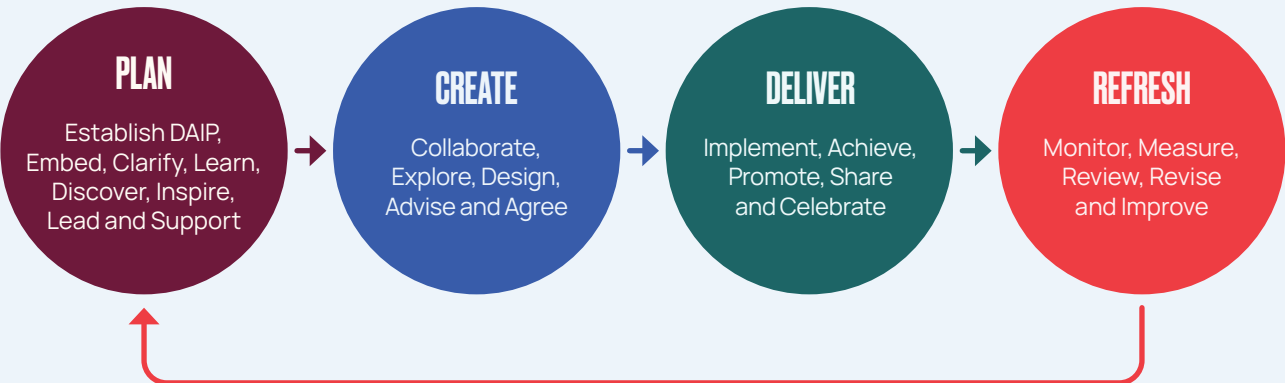 PLAN
Establish DAIP,
Embed, Clarify, Learn,
Discover, Inspire,
Lead and Support
CREATE
Collaborate,
Explore, Design,
Advise and Agree
DELIVER
Implement, Achieve,
Promote, Share
and Celebrate
REFRESH
Monitor, Measure,
Review, Revise
and Improve